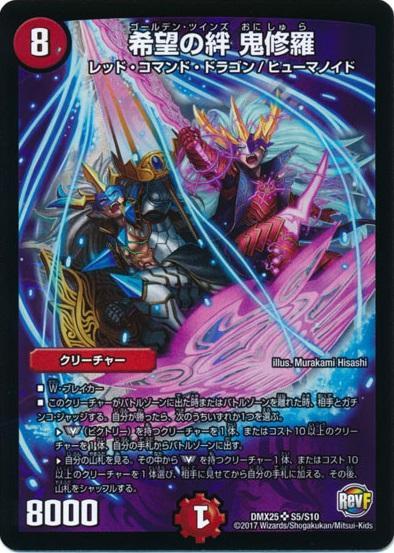 8
ゴールデン・ツインズ おにしゅら
希望の絆 鬼修羅
レッド・コマンド・ドラゴン / ヒューマノイド
illus. Murakami Hisashi
クリーチャー
■ W・ブレイカー
■ このクリーチャーがバトルゾーンに出た時またはバトルゾーンを離れた時、相手とガチ
ンコ・ジャッジする。自分が勝ったら、次のうちいずれか1つを選ぶ。
▶ (ビクトリー) を持つクリーチャーを1体、またはコスト10以上のクリー
チャーを1体、自分の手札からバトルゾーンに出す。
▶ 自分の山札を見る。その中から を持つクリーチャーを1体、またはコスト10
以上のクリーチャーを1体選び、相手に見せてから自分の手札に加える。その後、
山札をシャッフルする。
8000
1
DMX25 S5/S10
©2017 Wizards/Shogakukan/Mitsui-Kids
RevF